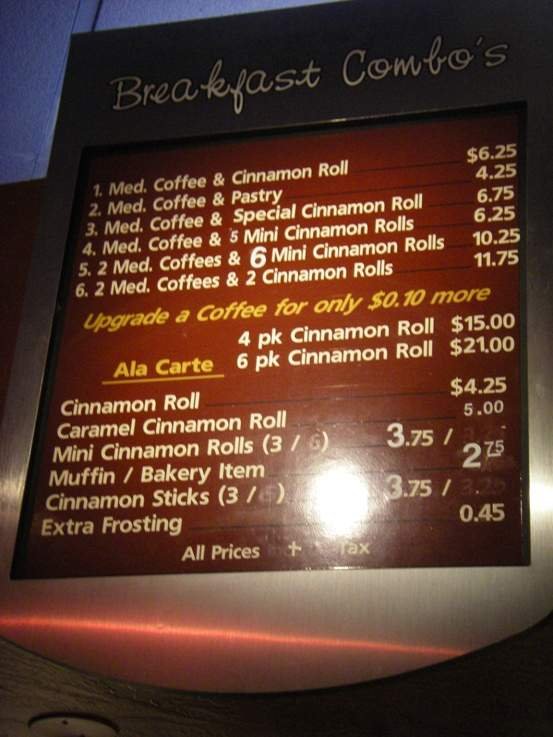 Breakfast Combo's
1. Med. Coffee & Cinnamon Roll $6.25
2. Med. Coffee & Pastry 4.25
3. Med. Coffee & Special Cinnamon Roll 6.75
4. Med. Coffee & 5 Mini Cinnamon Rolls 6.25
5. 2 Med. Coffees & 6 Mini Cinnamon Rolls 10.25
6. 2 Med. Coffees & 2 Cinnamon Rolls 11.75
Upgrade a Coffee for only $0.10 more
4 pk Cinnamon Roll $15.00
Ala Carte 6 pk Cinnamon Roll $21.00
Cinnamon Roll $4.25
Caramel Cinnamon Roll 5.00
Mini Cinnamon Rolls (3 / 6) 3.75 /
Muffin / Bakery Item 2.75
Cinnamon Sticks (3 / ) 3.75 /
Extra Frosting 0.45
All Prices + Tax